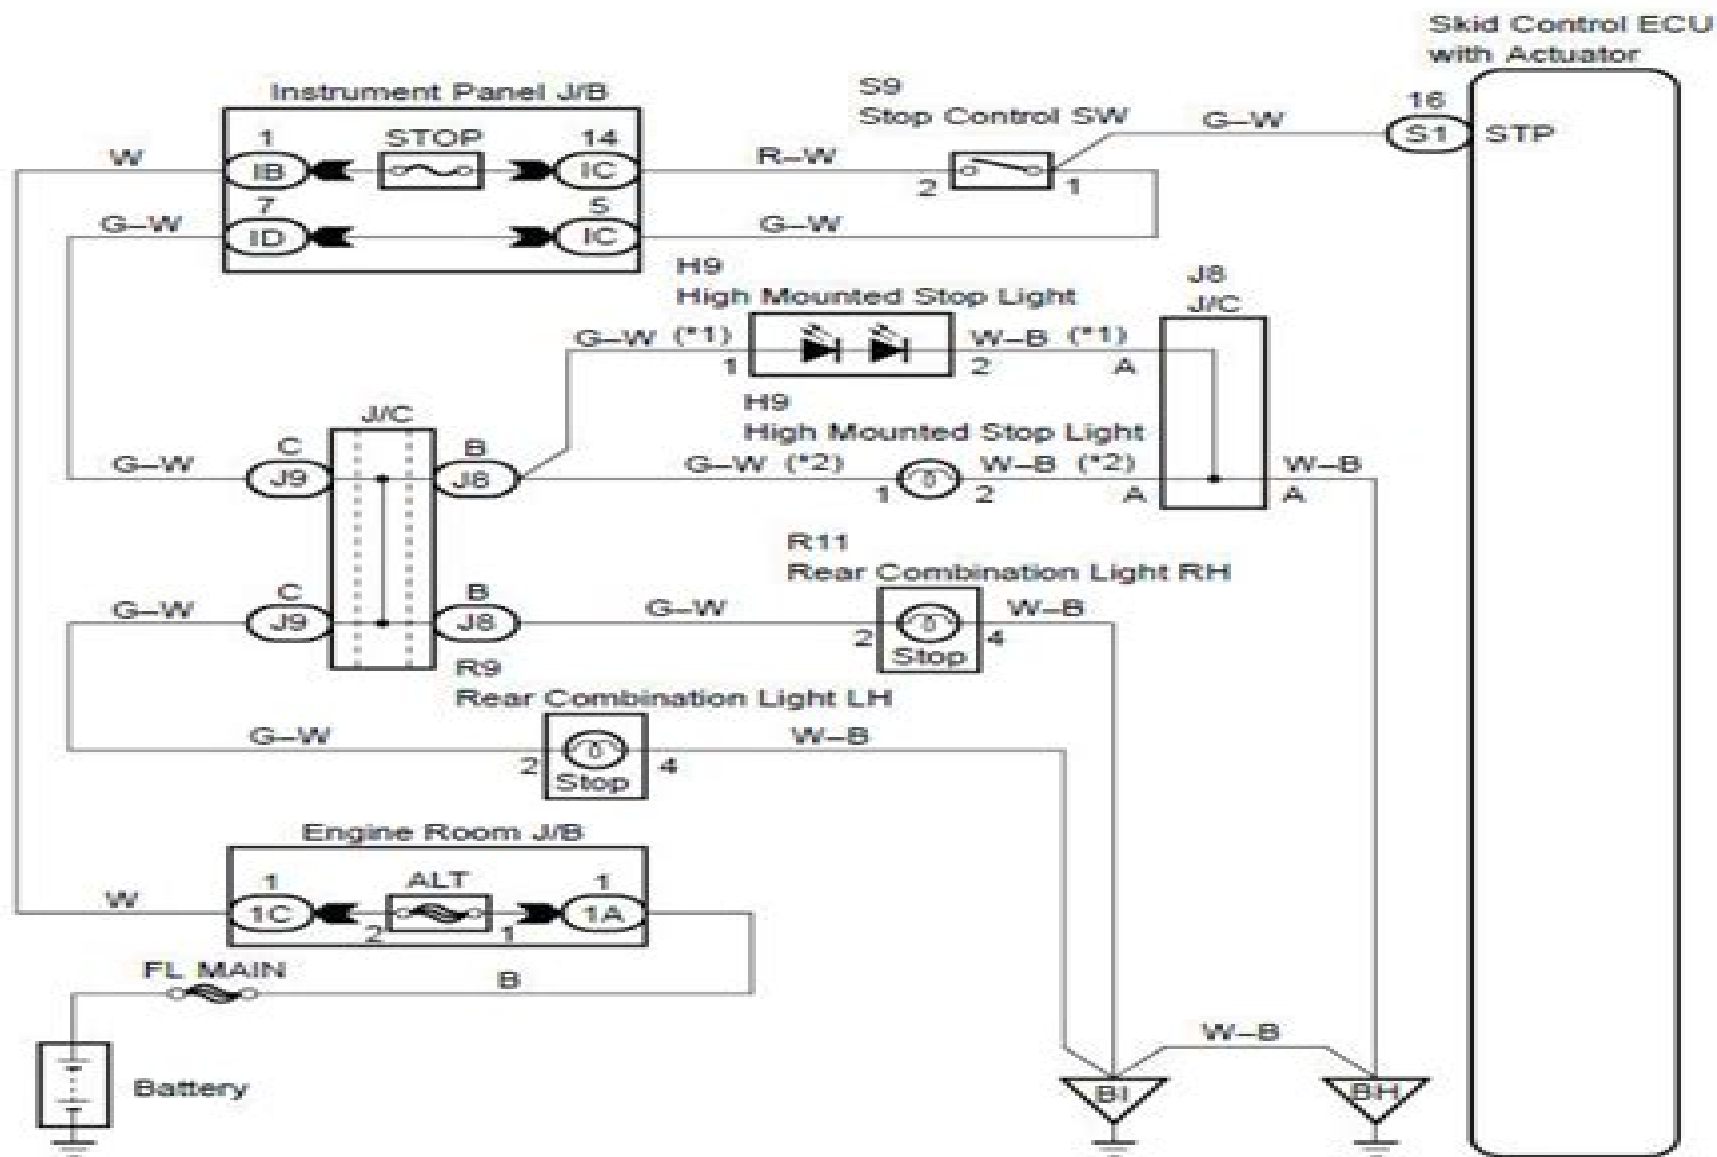 Skid Control ECU
with Actuator
Instrument Panel J/B
S9
Stop Control SW
G–W
16
S1
STP
W
1
IB
STOP
14
IC
R–W
2
1
G–W
7
ID
5
IC
G–W
H9
High Mounted Stop Light
J8
J/C
G–W (*1)
1
2
W–B (*1)
A
H9
High Mounted Stop Light
J/C
G–W
C
J9
B
J8
G–W (*2)
1
2
W–B (*2)
A
A
W–B
R11
Rear Combination Light RH
G–W
C
J9
B
J8
G–W
2
Stop
4
W–B
R9
Rear Combination Light LH
G–W
2
Stop
4
W–B
Engine Room J/B
W
1
1C
ALT
2
1
1
1A
FL MAIN
B
Battery
W–B
BI
BH